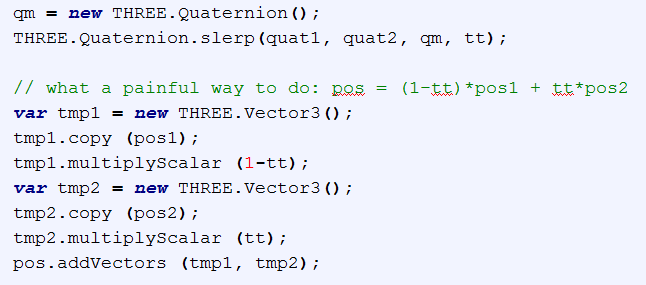 qm = new THREE.Quaternion();
THREE.Quaternion.slerp(quat1, quat2, qm, tt);
// what a painful way to do: pos = (1-tt)*pos1 + tt*pos2
var tmp1 = new THREE.Vector3();
tmp1.copy (pos1);
tmp1.multiplyScalar (1-tt);
var tmp2 = new THREE.Vector3();
tmp2.copy (pos2);
tmp2.multiplyScalar (tt);
pos.addVectors (tmp1, tmp2);